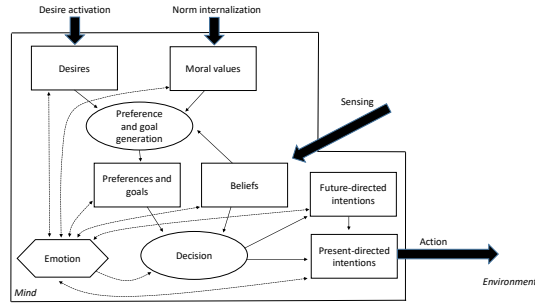 Desire activation
Norm internalization
Desires
Moral values
Sensing
Preference
and goal
generation
Preferences and
goals
Beliefs
Future-directed
intentions
Emotion
Decision
Present-directed
intentions
Action
Mind
Environment